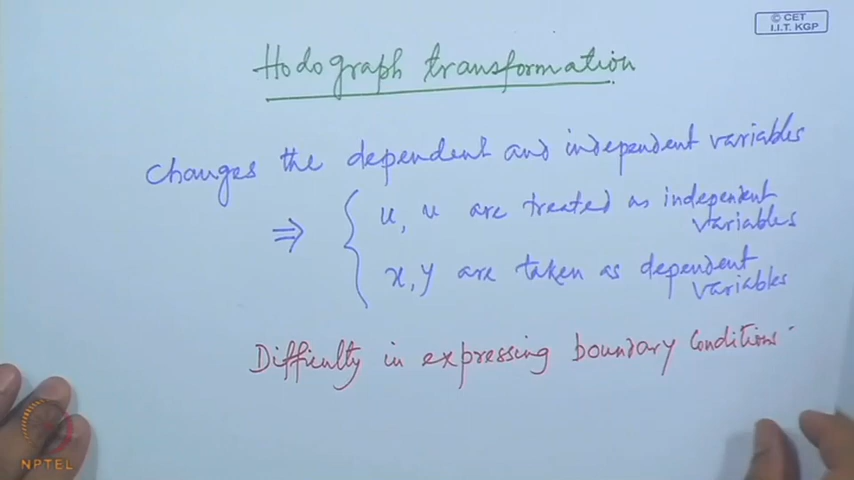 © CET
I.I.T. KGP
Hodograph transformation
Changes the dependent and independent variables
⇒ { u, u are treated as independent
variables
x, y are taken as dependent
variables
Difficulty in expressing boundary Conditions.
NPTEL